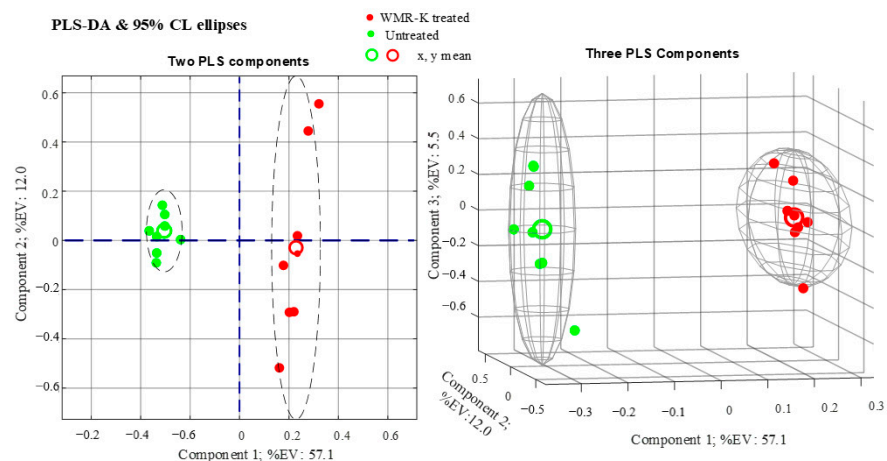 PLS-DA & 95% CL ellipses
WMR-K treated
Untreated
x, y mean
Two PLS components
Three PLS Components
0.6
0.4
0.2
0
−0.2
−0.4
−0.6
Component 2; %EV: 12.0
−0.2
−0.4
−0.6
0
0.2
0.4
0.6
Component 1; %EV: 57.1
0.6
0.4
0.2
0
−0.2
−0.4
−0.6
Component 3; %EV: 5.5
0.5
0
−0.5
Component 2;
%EV:12.0
−0.4
−0.3
−0.2
−0.1
0
0.1
0.2
0.3
Component 1; %EV: 57.1